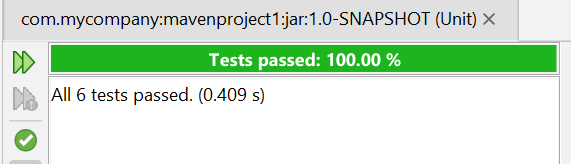 com.mycompany:mavenproject1:jar:1.0-SNAPSHOT (Unit)
Tests passed: 100.00 %
All 6 tests passed. (0.409 s)